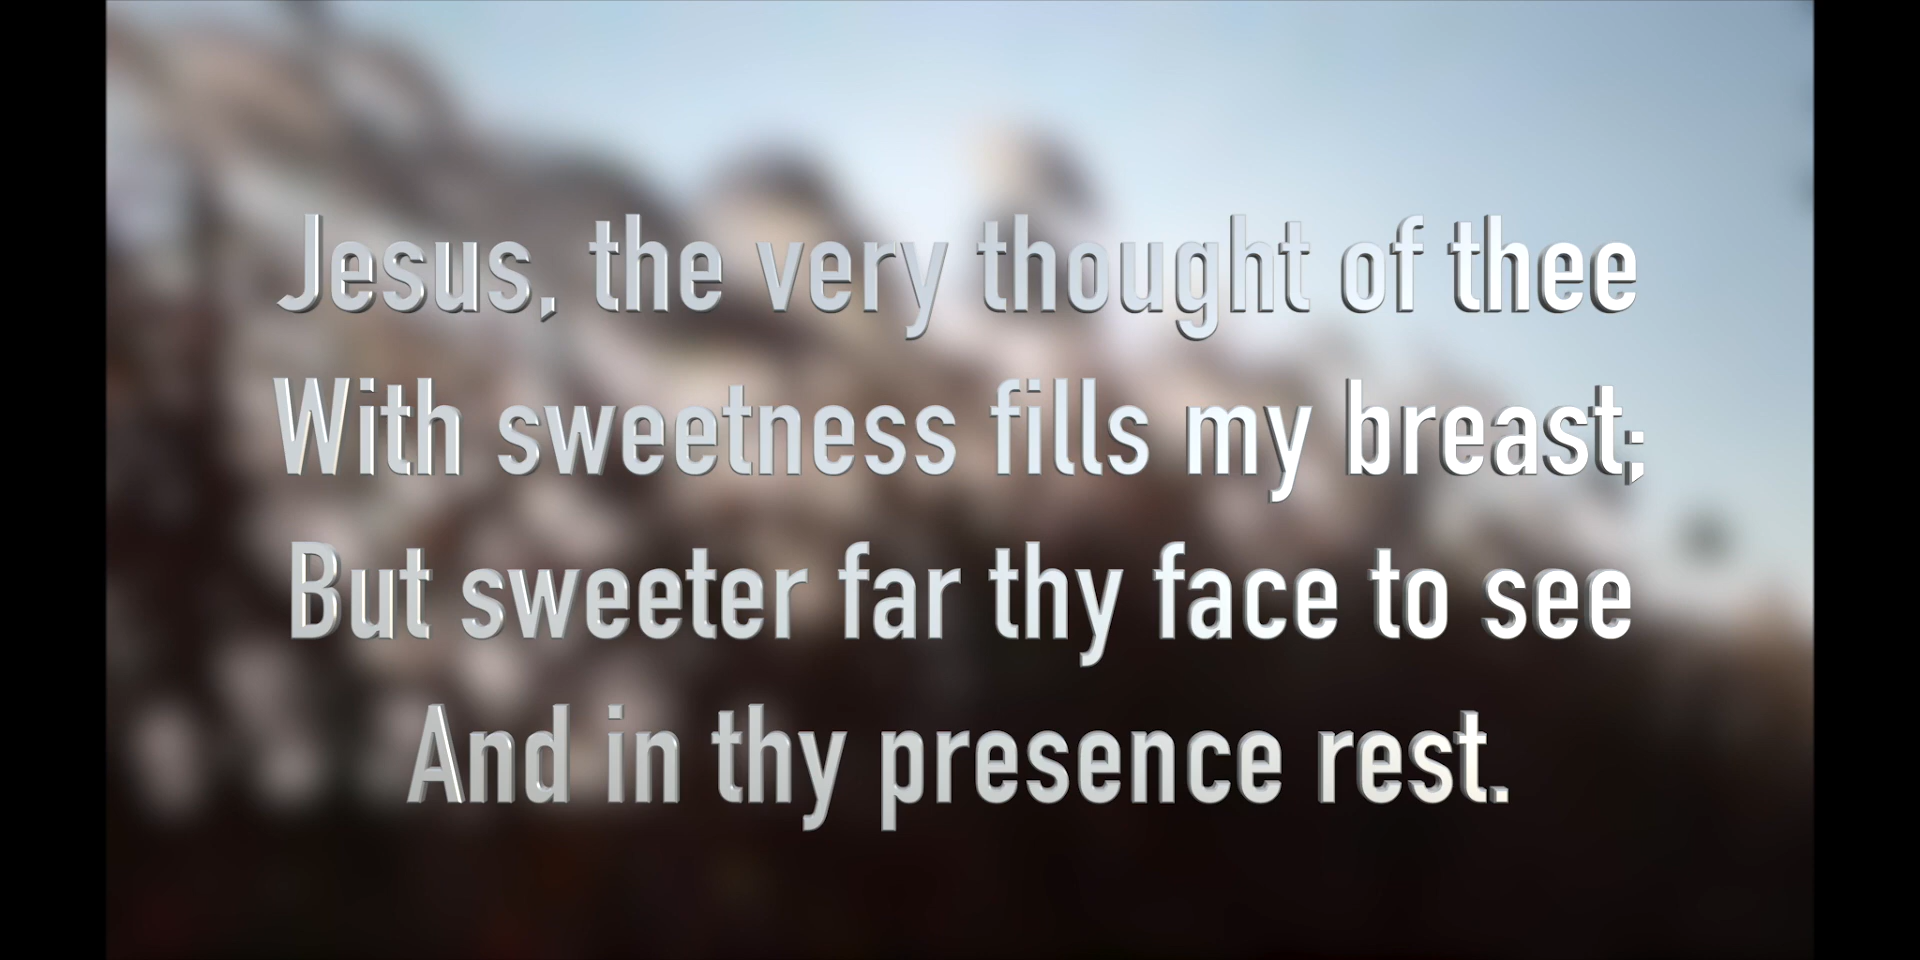 Jesus, the very thought of thee
With sweetness fills my breast;
But sweeter far thy face to see
And in thy presence rest.